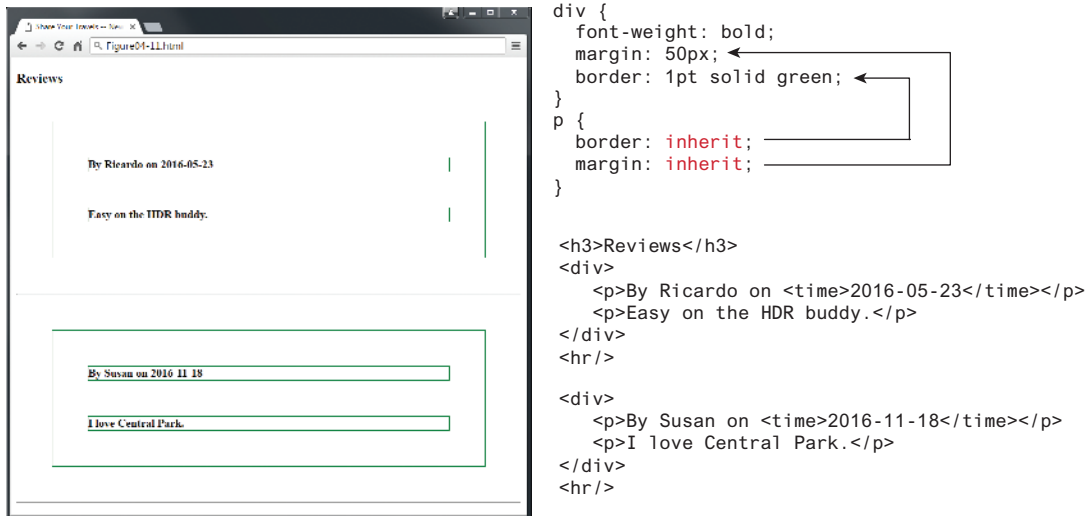 Share Your Travels -- New
Figure04-11.html
Reviews
By Ricardo on 2016-05-23
Easy on the HDR buddy.
By Susan on 2016-11-18
I love Central Park.
div {
font-weight: bold;
margin: 50px;
border: 1pt solid green;
}
p {
border: inherit;
margin: inherit;
}
<h3>Reviews</h3>
<div>
<p>By Ricardo on <time>2016-05-23</time></p>
<p>Easy on the HDR buddy.</p>
</div>
<hr/>
<div>
<p>By Susan on <time>2016-11-18</time></p>
<p>I love Central Park.</p>
</div>
<hr/>